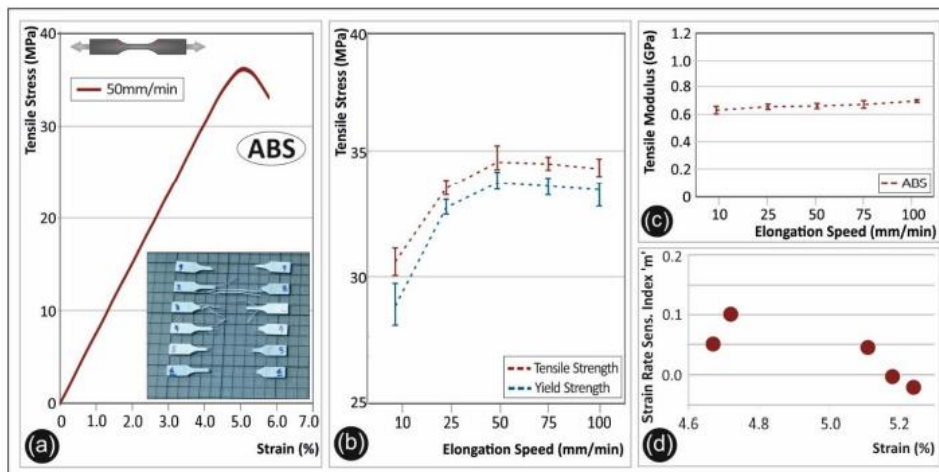 Tensile Stress (MPa)
40
30
20
10
0
50mm/min
ABS
0 1.0 2.0 3.0 4.0 5.0 6.0 7.0
Strain (%)
(a)
Tensile Stress (MPa)
40
35
30
25
Tensile Strength
Yield Strength
10 25 50 75 100
Elongation Speed (mm/min)
(b)
Tensile Modulus (GPa)
1.2
1.0
0.8
0.6
0.4
0.2
0
ABS
10 25 50 75 100
Elongation Speed (mm/min)
(c)
Strain Rate Sens. Index 'm'
0.2
0.1
0.0
4.6 4.8 5.0 5.2
Strain (%)
(d)